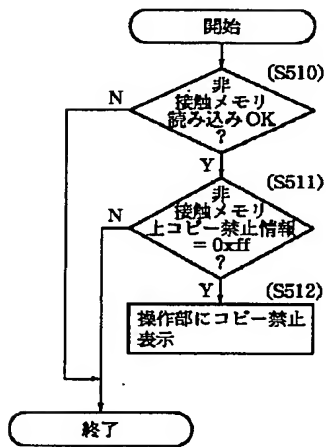 開始
(S510)
N
非
接触メモリ
読み込みOK
?
Y
(S511)
N
非
接触メモリ
上コピー禁止情報
= 0xff
?
Y
(S512)
操作部にコピー禁止
表示
終了